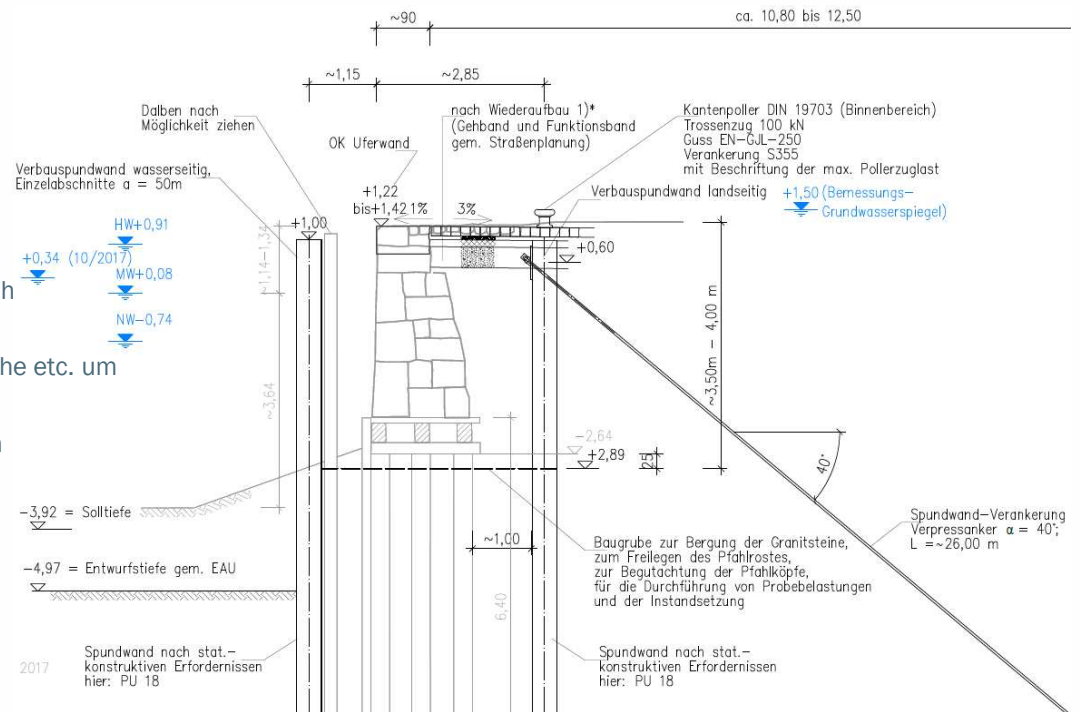 ~90
ca. 10,80 bis 12,50
~1,15
~2,85
Dalben nach
Möglichkeit ziehen
nach Wiederaufbau 1)*
(Gehband und Funktionsband
gem. Straßenplanung)
Kantenpoller DIN 19703 (Binnenbereich)
Trossenzug 100 kN
Guss EN-GJL-250
Verankerung S355
mit Beschriftung der max. Pollerzuglast
OK Uferwand
Verbauspundwand wasserseitig,
Einzelabschnitte a = 50m
Verbauspundwand landseitig
+1,50 (Bemessungs-
Grundwasserspiegel)
+1,22
bis+1,42
1%
3%
+1,00
HW+0,91
+0,60
+0,34 (10/2017)
MW+0,08
NW-0,74
ch
he etc. um
~1,14-1,34
~3,64
~3,50m - 4,00 m
-2,64
+2,89
25
40°
-3,92 = Solltiefe
-4,97 = Entwurfstiefe gem. EAU
~1,00
6,40
Baugrube zur Bergung der Granitsteine,
zum Freilegen des Pfahlrostes,
zur Begutachtung der Pfahlköpfe,
für die Durchführung von Probebelastungen
und der Instandsetzung
Spundwand-Verankerung
Verpressanker α = 40°;
L =~26,00 m
2017
Spundwand nach stat.-
konstruktiven Erfordernissen
hier: PU 18
Spundwand nach stat.-
konstruktiven Erfordernissen
hier: PU 18